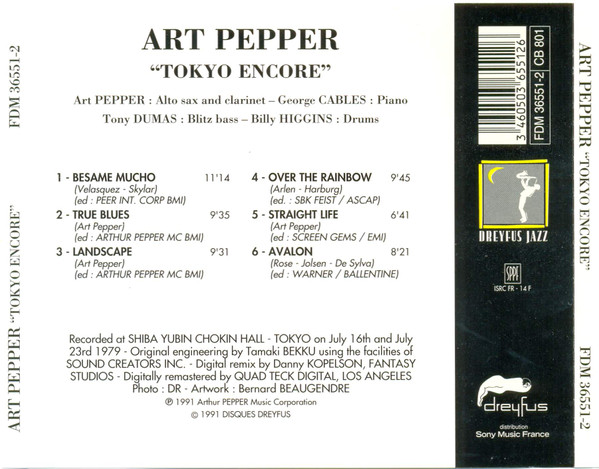 FDM 36551-2
ART PEPPER "TOKYO ENCORE"
ART PEPPER
"TOKYO ENCORE"
Art PEPPER : Alto sax and clarinet – George CABLES : Piano
Tony DUMAS : Blitz bass – Billy HIGGINS : Drums
1 - BESAME MUCHO 11'14
(Velasquez - Skylar)
(ed : PEER INT. CORP BMI)
2 - TRUE BLUES 9'35
(Art Pepper)
(ed : ARTHUR PEPPER MC BMI)
3 - LANDSCAPE 9'31
(Art Pepper)
(ed : ARTHUR PEPPER MC BMI)
4 - OVER THE RAINBOW 9'45
(Arlen - Harburg)
(ed. : SBK FEIST / ASCAP)
5 - STRAIGHT LIFE 6'41
(Art Pepper)
(ed : SCREEN GEMS / EMI)
6 - AVALON 8'21
(Rose - Jolsen - De Sylva)
(ed : WARNER / BALLENTINE)
Recorded at SHIBA YUBIN CHOKIN HALL - TOKYO on July 16th and July
23rd 1979 - Original engineering by Tamaki BEKKU using the facilities of
SOUND CREATORS INC. - Digital remix by Danny KOPELSON, FANTASY
STUDIOS - Digitally remastered by QUAD TECK DIGITAL, LOS ANGELES
Photo : DR - Artwork : Bernard BEAUGENDRE
℗ 1991 Arthur PEPPER Music Corporation
© 1991 DISQUES DREYFUS
3 460503 655126
FDM 36551-2 CB 801
DREYFUS JAZZ
SPPF
ISRC FR - 14 F
dreyfus
distribution
Sony Music France
ART PEPPER "TOKYO ENCORE"
FDM 36551-2